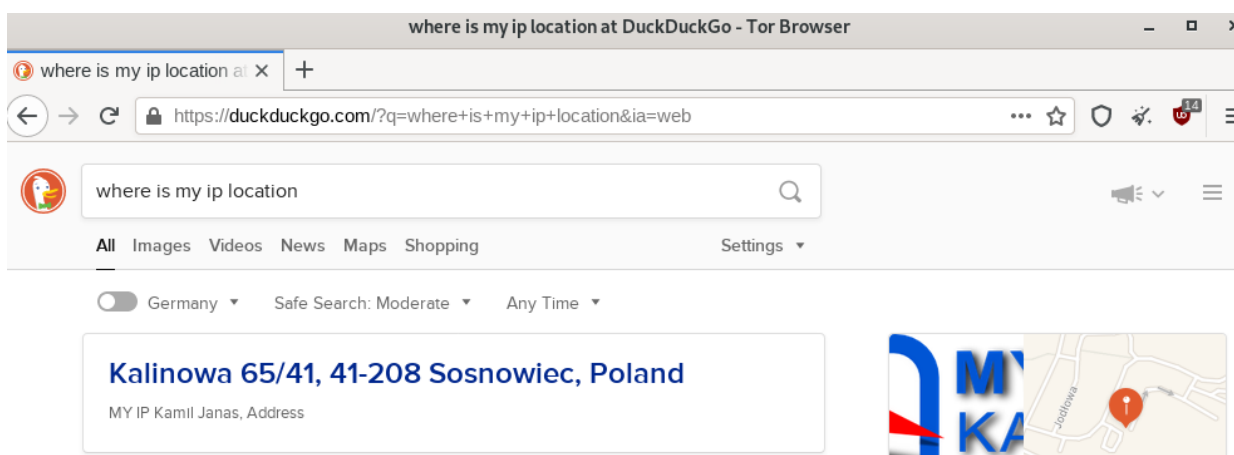 where is my ip location at DuckDuckGo - Tor Browser
where is my ip location at
https://duckduckgo.com/?q=where+is+my+ip+location&ia=web
14
where is my ip location
All Images Videos News Maps Shopping Settings
Germany Safe Search: Moderate Any Time
Kalinowa 65/41, 41-208 Sosnowiec, Poland
MY IP Kamil Janas, Address
MY
KA
Jodłowa